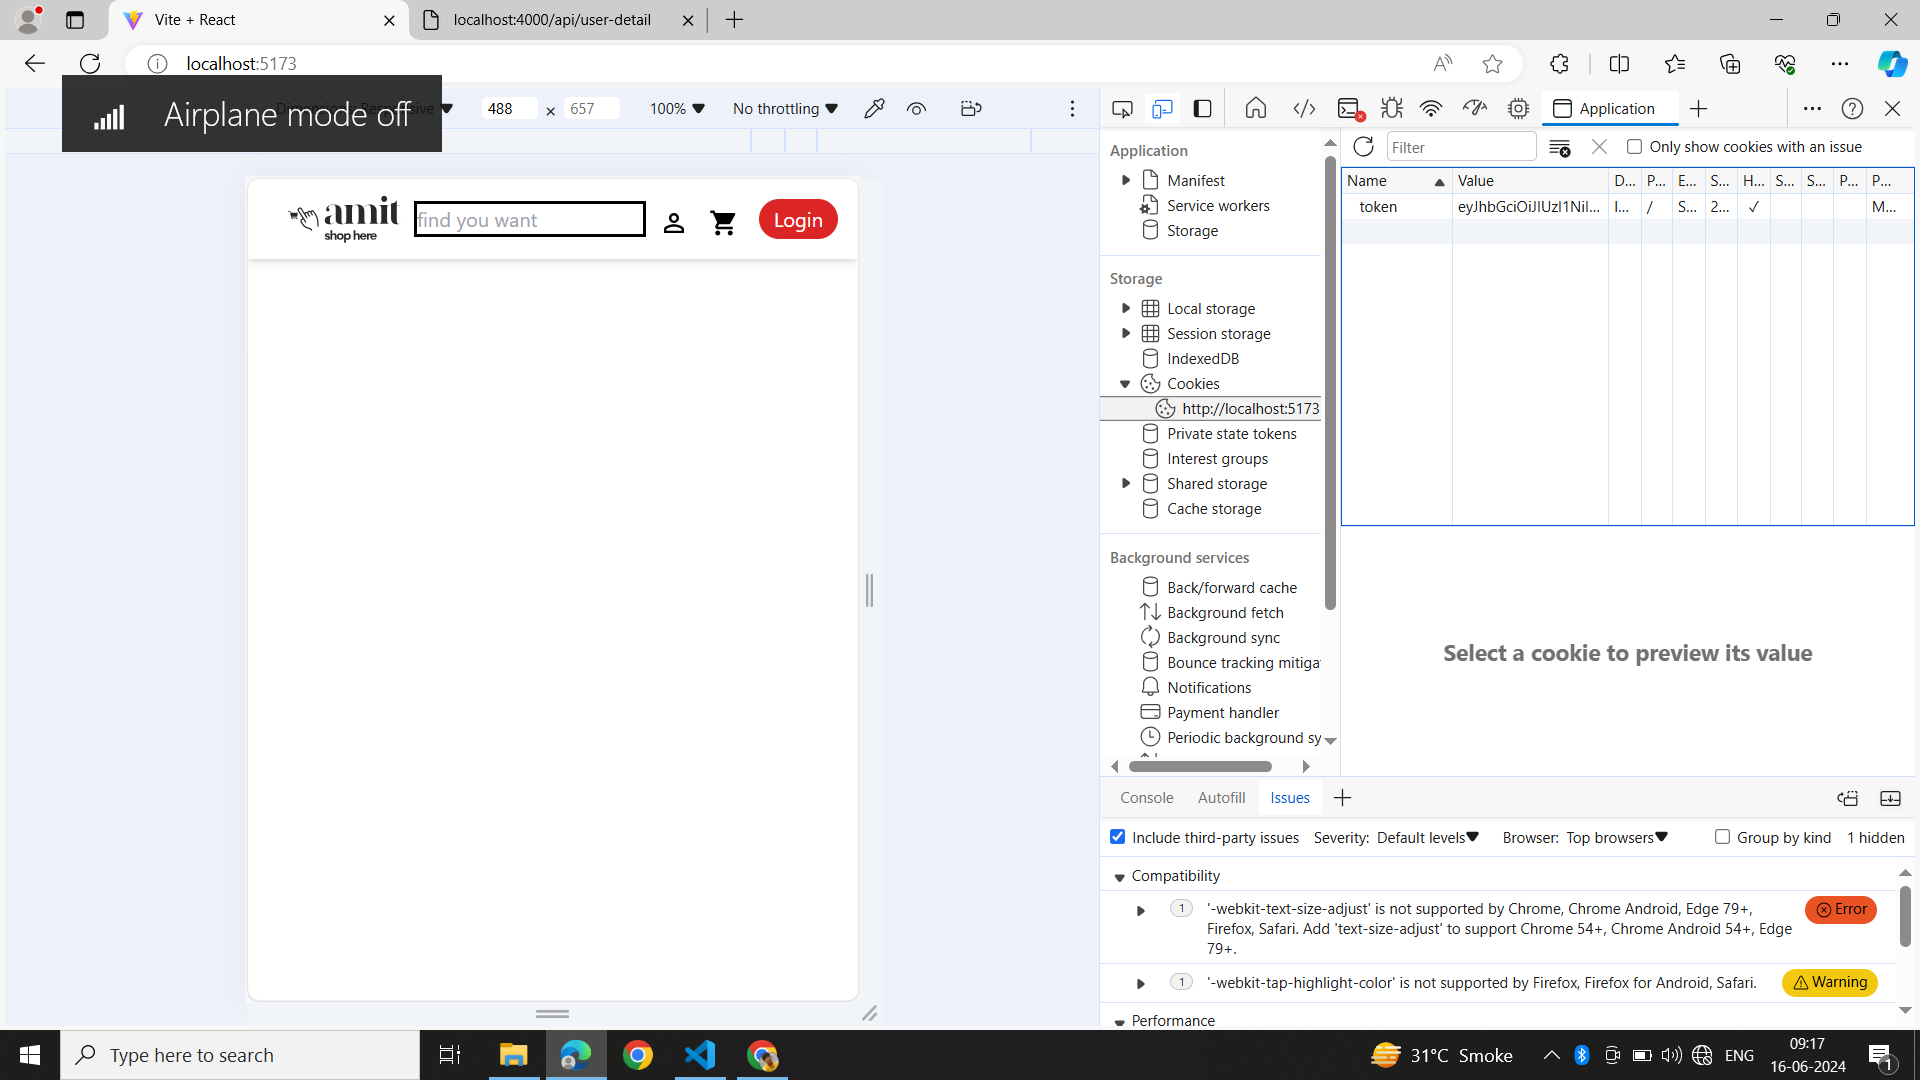 Vite + React
localhost:4000/api/user-detail
localhost:5173
Airplane mode off
488 × 657
100%
No throttling
Application
amit
shop here
find you want
Login
Application
Manifest
Service workers
Storage
Storage
Local storage
Session storage
IndexedDB
Cookies
http://localhost:5173
Private state tokens
Interest groups
Shared storage
Cache storage
Background services
Back/forward cache
Background fetch
Background sync
Bounce tracking mitiga
Notifications
Payment handler
Periodic background sy
Filter
Only show cookies with an issue
Name Value D... P... E... S... H... S... S... P... P...
token eyJhbGciOiJIUzI1NiI... l... / S... 2... ✓ M...
Select a cookie to preview its value
Console Autofill Issues
Include third-party issues Severity: Default levels Browser: Top browsers Group by kind 1 hidden
Compatibility
1 '-webkit-text-size-adjust' is not supported by Chrome, Chrome Android, Edge 79+,
Firefox, Safari. Add 'text-size-adjust' to support Chrome 54+, Chrome Android 54+, Edge
79+.
Error
1 '-webkit-tap-highlight-color' is not supported by Firefox, Firefox for Android, Safari.
Warning
Performance
Type here to search
31°C Smoke
ENG
09:17
16-06-2024
1